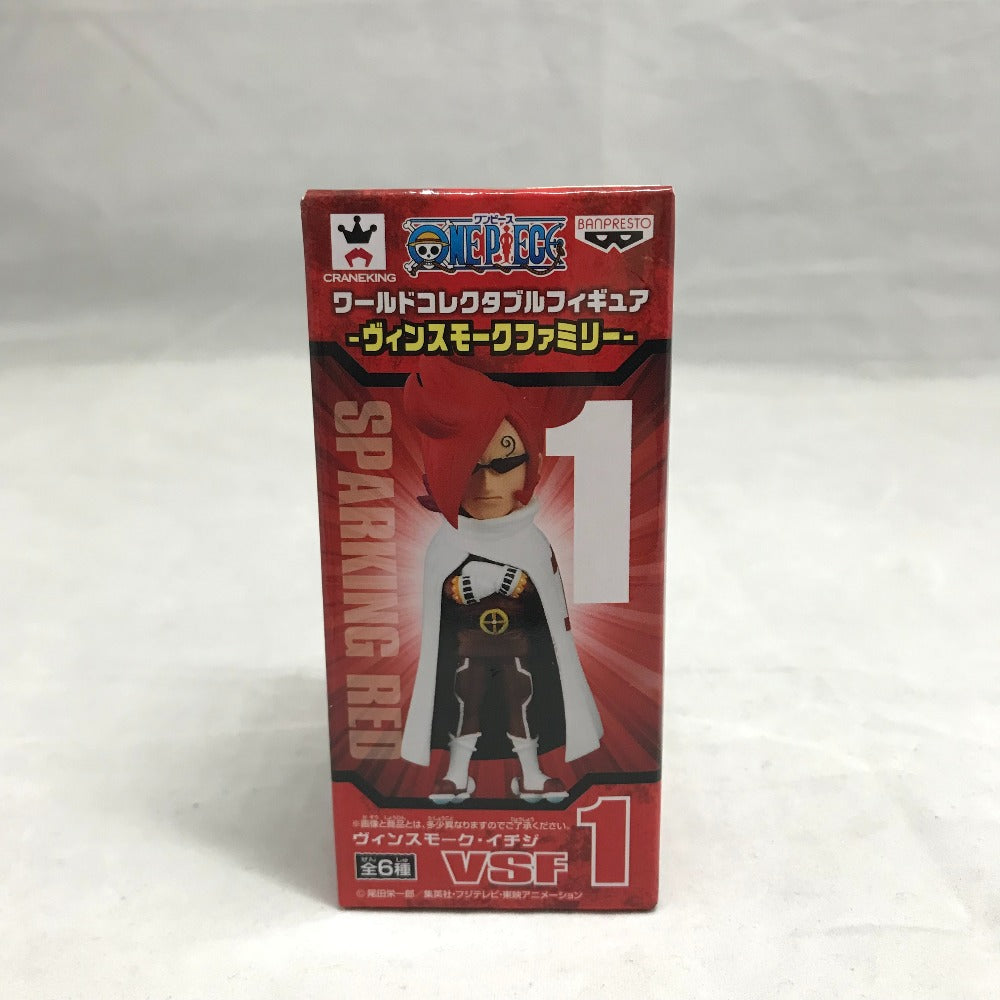 CRANEKING
ワンピース
ONE PIECE
BANPRESTO
ワールドコレクタブルフィギュア
-ヴィンスモークファミリー-
SPARKING RED
1
※画像と商品とは、多少異なりますのでご了承ください。
ヴィンスモーク・イチジ
全6種
VSF 1
©尾田栄一郎/集英社・フジテレビ・東映アニメーション